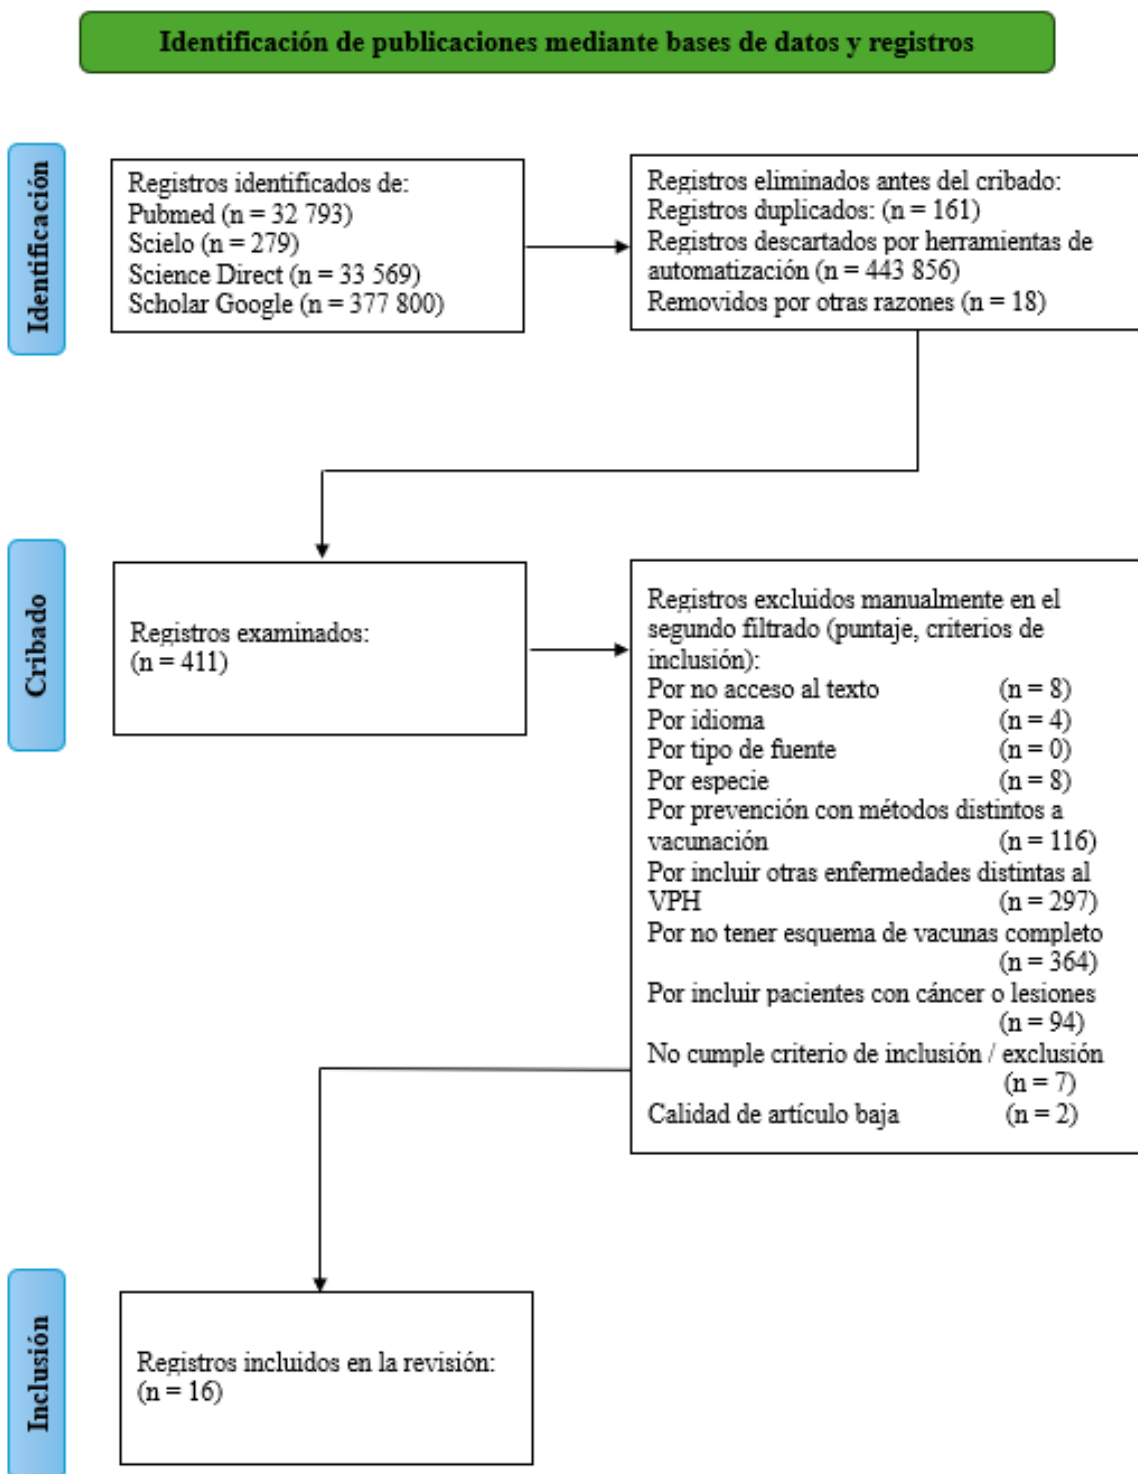 Identificación de publicaciones mediante bases de datos y registros
Identificación
Registros identificados de:
Pubmed (n = 32 793)
Scielo (n = 279)
Science Direct (n = 33 569)
Scholar Google (n = 377 800)
Registros eliminados antes del cribado:
Registros duplicados: (n = 161)
Registros descartados por herramientas de
automatización (n = 443 856)
Removidos por otras razones (n = 18)
Cribado
Registros examinados:
(n = 411)
Registros excluidos manualmente en el
segundo filtrado (puntaje, criterios de
inclusión):
Por no acceso al texto (n = 8)
Por idioma (n = 4)
Por tipo de fuente (n = 0)
Por especie (n = 8)
Por prevención con métodos distintos a
vacunación (n = 116)
Por incluir otras enfermedades distintas al
VPH (n = 297)
Por no tener esquema de vacunas completo
(n = 364)
Por incluir pacientes con cáncer o lesiones
(n = 94)
No cumple criterio de inclusión / exclusión
(n = 7)
Calidad de artículo baja (n = 2)
Inclusión
Registros incluidos en la revisión:
(n = 16)